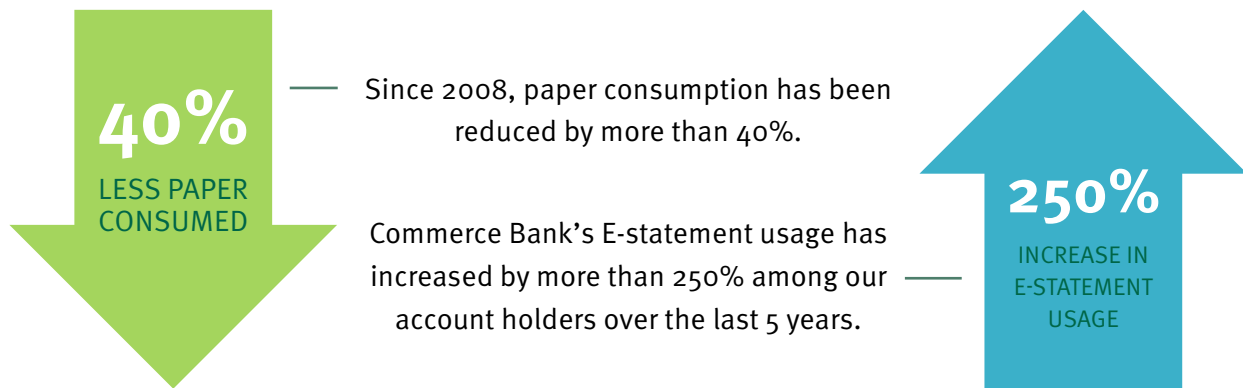 40%
LESS PAPER
CONSUMED
Since 2008, paper consumption has been
reduced by more than 40%.
Commerce Bank’s E-statement usage has
increased by more than 250% among our
account holders over the last 5 years.
250%
INCREASE IN
E-STATEMENT
USAGE